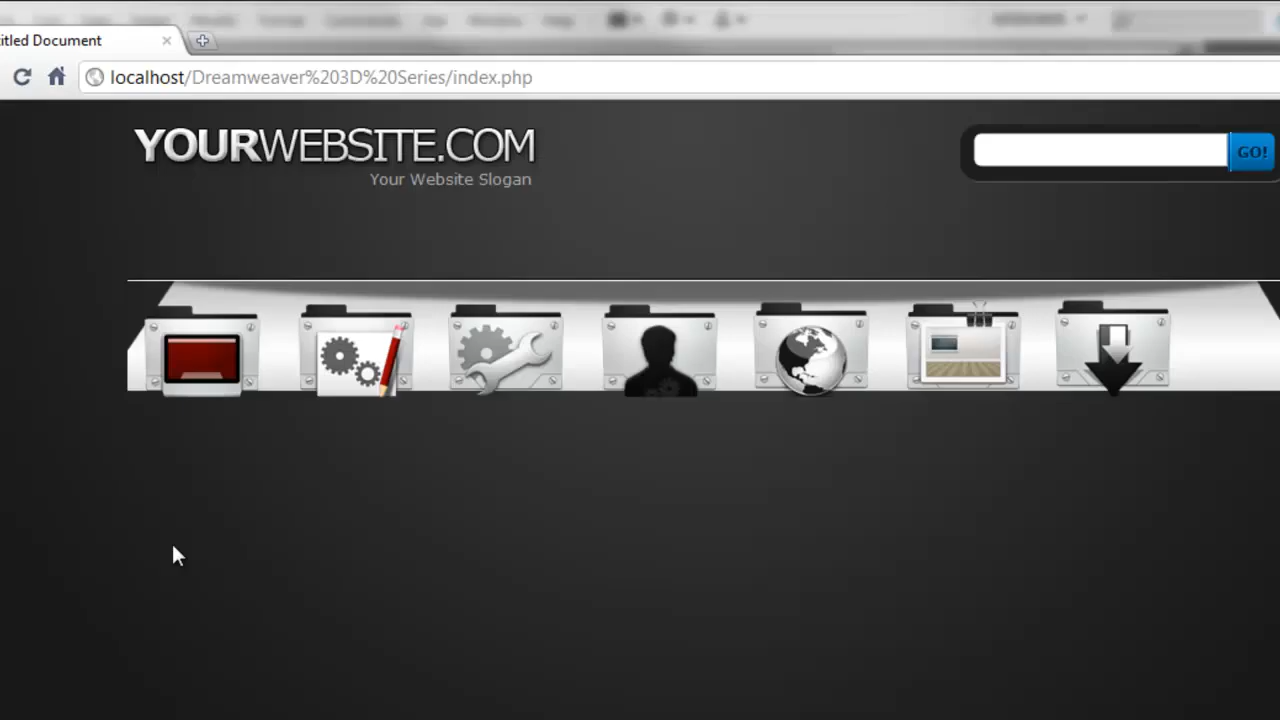 itled Document
localhost/Dreamweaver%203D%20Series/index.php
YOURWEBSITE.COM
GO!
Your Website Slogan